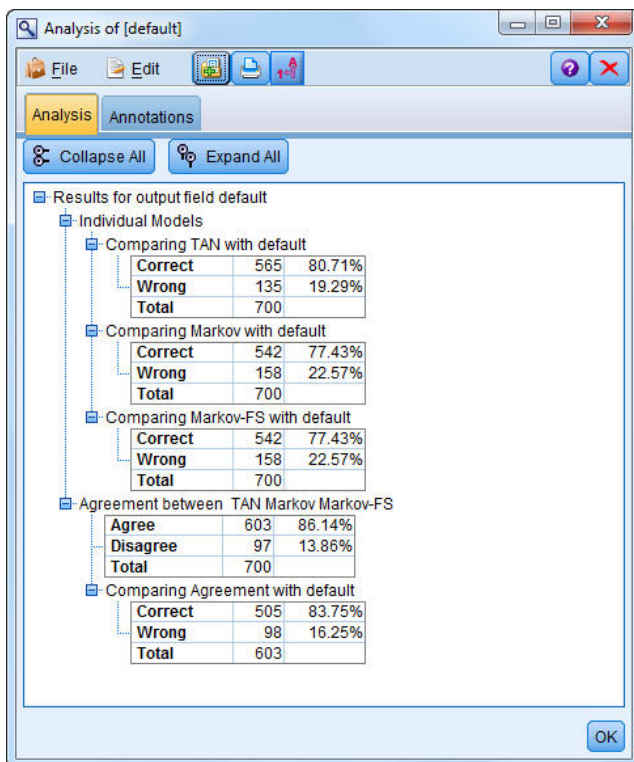 Analysis of [default]
File Edit
Analysis Annotations
Collapse All Expand All
Results for output field default
Individual Models
Comparing TAN with default
Correct 565 80.71%
Wrong 135 19.29%
Total 700
Comparing Markov with default
Correct 542 77.43%
Wrong 158 22.57%
Total 700
Comparing Markov-FS with default
Correct 542 77.43%
Wrong 158 22.57%
Total 700
Agreement between TAN Markov Markov-FS
Agree 603 86.14%
Disagree 97 13.86%
Total 700
Comparing Agreement with default
Correct 505 83.75%
Wrong 98 16.25%
Total 603
OK